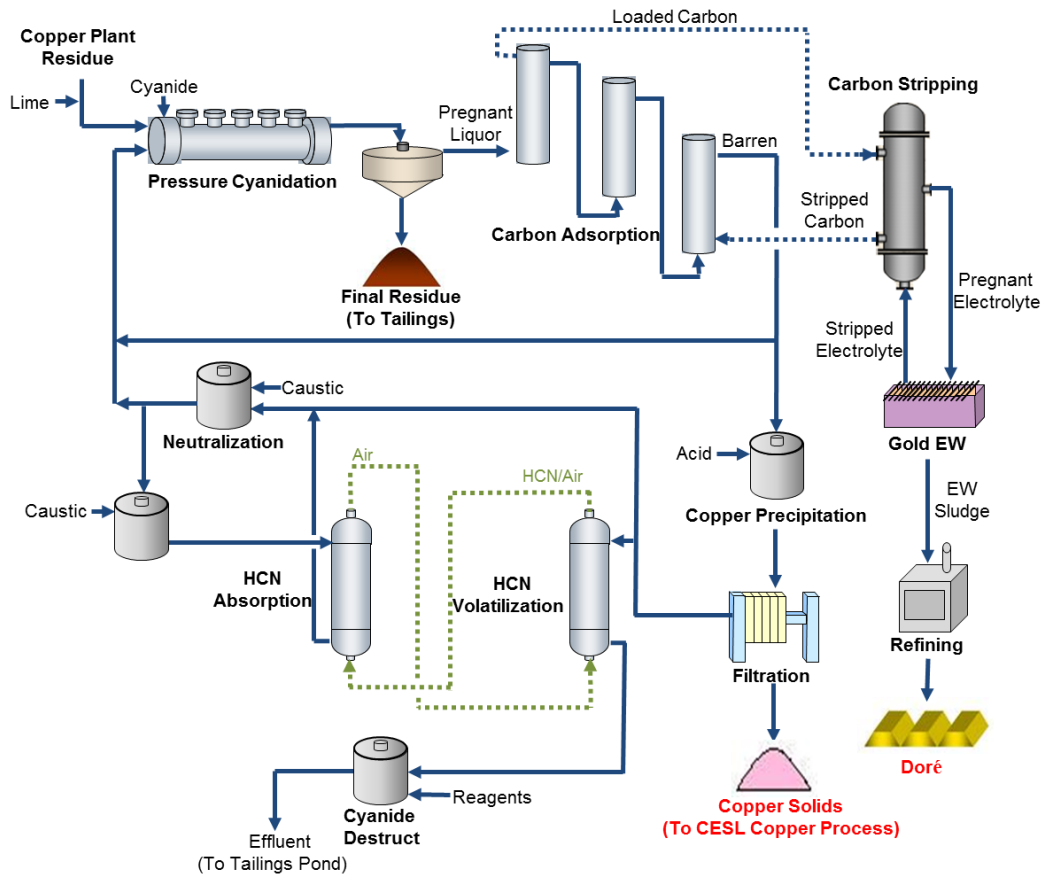 Loaded Carbon
Copper Plant
Residue
Lime
Cyanide
Pressure Cyanidation
Pregnant
Liquor
Final Residue
(To Tailings)
Carbon Adsorption
Barren
Carbon Stripping
Stripped
Carbon
Pregnant
Electrolyte
Stripped
Electrolyte
Gold EW
EW
Sludge
Refining
Doré
Caustic
Neutralization
Caustic
Air
HCN/Air
HCN
Absorption
HCN
Volatilization
Acid
Copper Precipitation
Filtration
Copper Solids
(To CESL Copper Process)
Reagents
Cyanide
Destruct
Effluent
(To Tailings Pond)